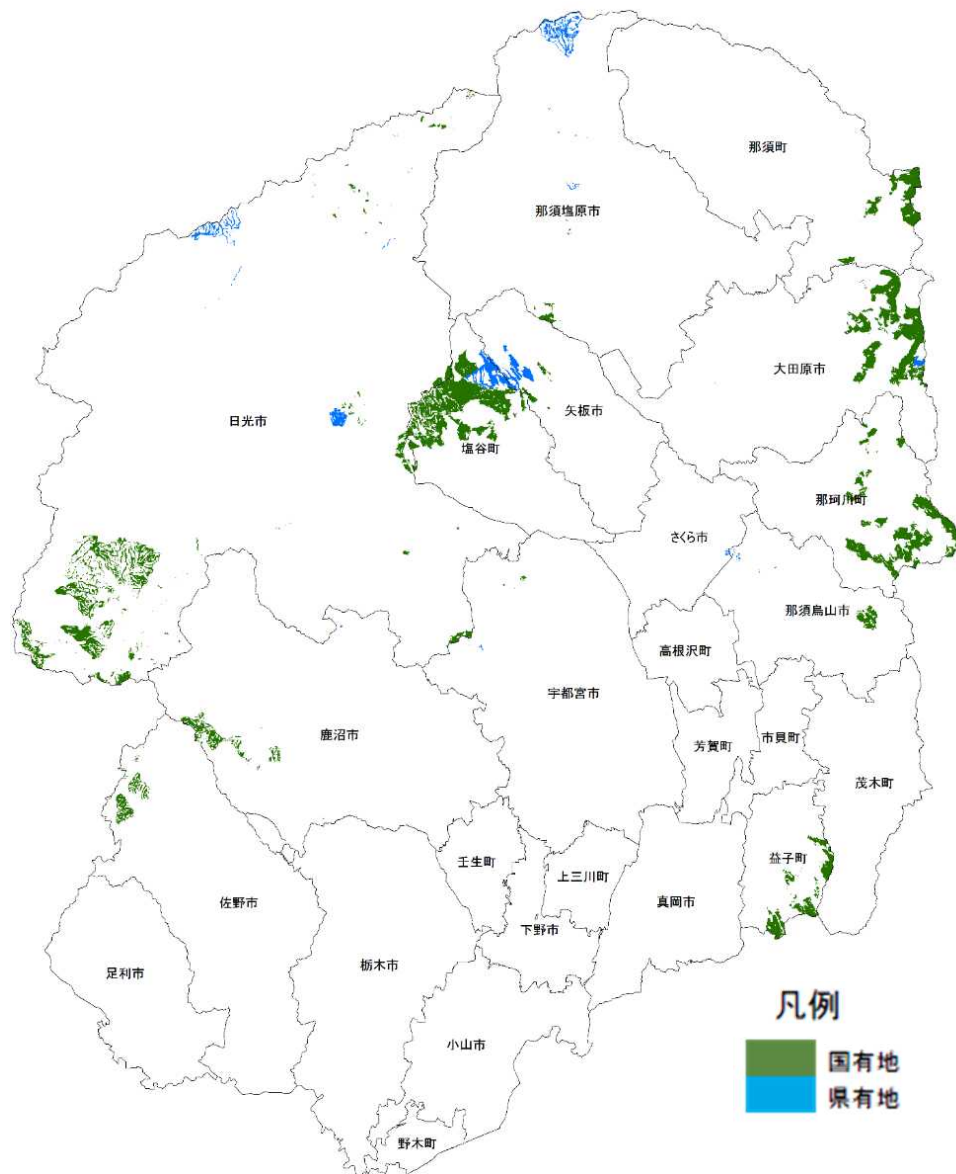 那須町
那須塩原市
大田原市
矢板市
日光市
塩谷町
那珂川町
さくら市
那須烏山市
高根沢町
宇都宮市
鹿沼市
芳賀町
市貝町
茂木町
壬生町
益子町
上三川町
佐野市
真岡市
下野市
栃木市
足利市
小山市
野木町
凡例
国有地
県有地